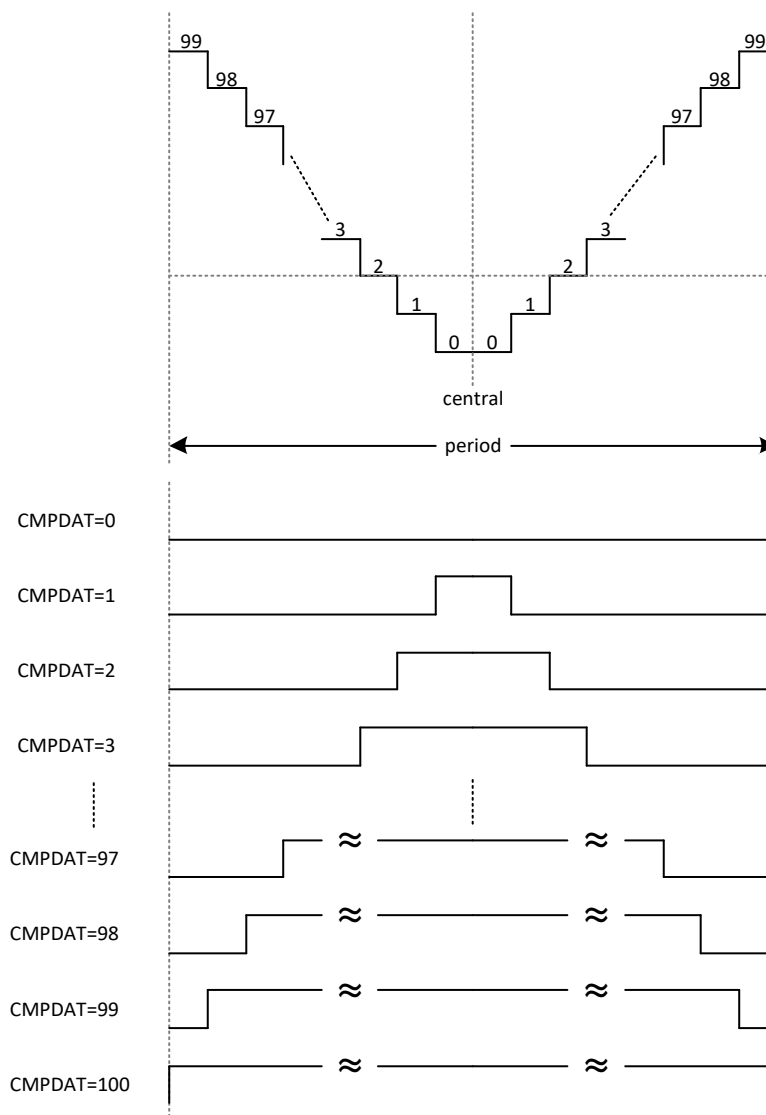 99 99
98 98
97 97
3 3
2 2
1 1
0 0
central
period
CMPDAT=0
CMPDAT=1
CMPDAT=2
CMPDAT=3
CMPDAT=97
≈ ≈
CMPDAT=98
≈ ≈
CMPDAT=99
≈ ≈
CMPDAT=100
≈ ≈